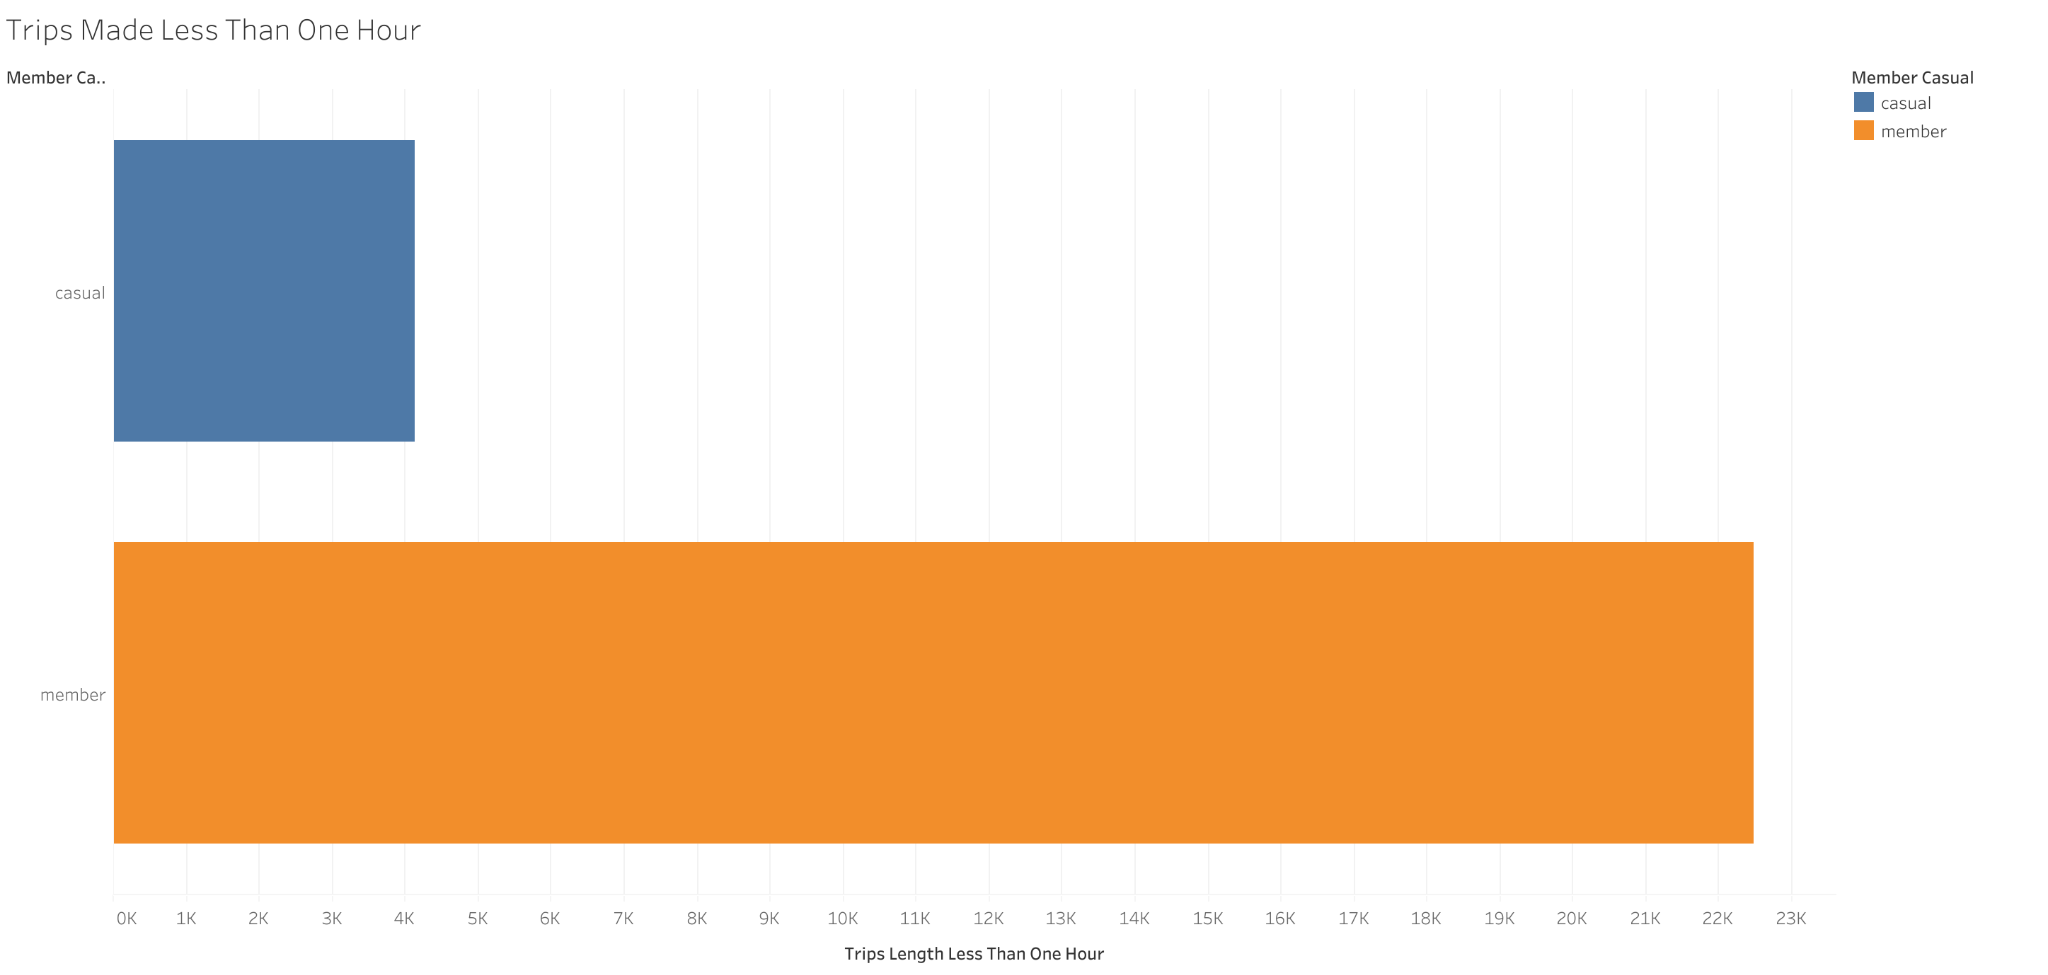 Trips Made Less Than One Hour
Member Ca..
Member Casual
casual
member
casual
member
0K 1K 2K 3K 4K 5K 6K 7K 8K 9K 10K 11K 12K 13K 14K 15K 16K 17K 18K 19K 20K 21K 22K 23K
Trips Length Less Than One Hour